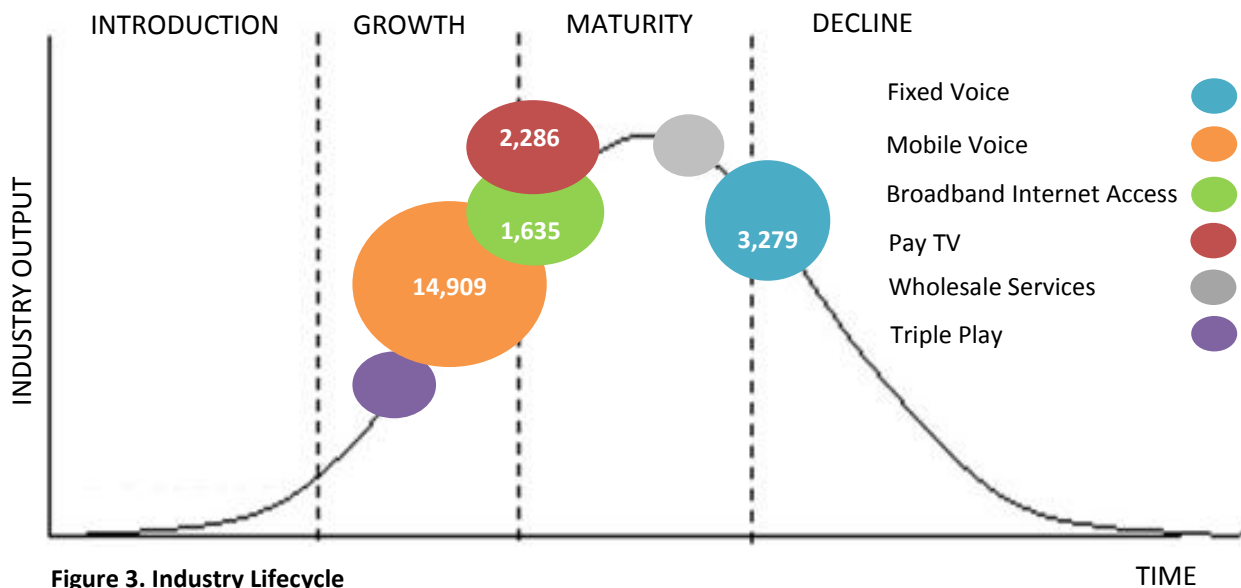 INTRODUCTION GROWTH MATURITY DECLINE
Fixed Voice
Mobile Voice
Broadband Internet Access
Pay TV
Wholesale Services
Triple Play
2,286
1,635
3,279
14,909
INDUSTRY OUTPUT
TIME
Figure 3. Industry Lifecycle